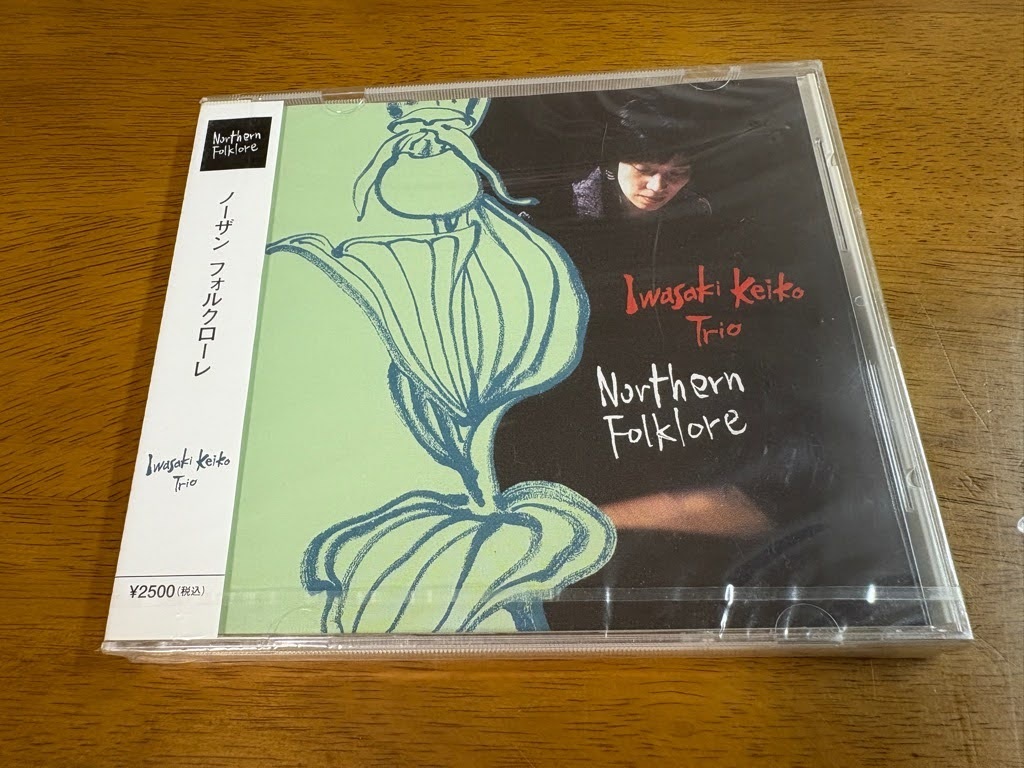 Northern
Folklore
ノーザン フォルクローレ
Iwasaki Keiko
Trio
¥2500(税込)
Iwasaki Keiko
Trio
Northern
Folklore